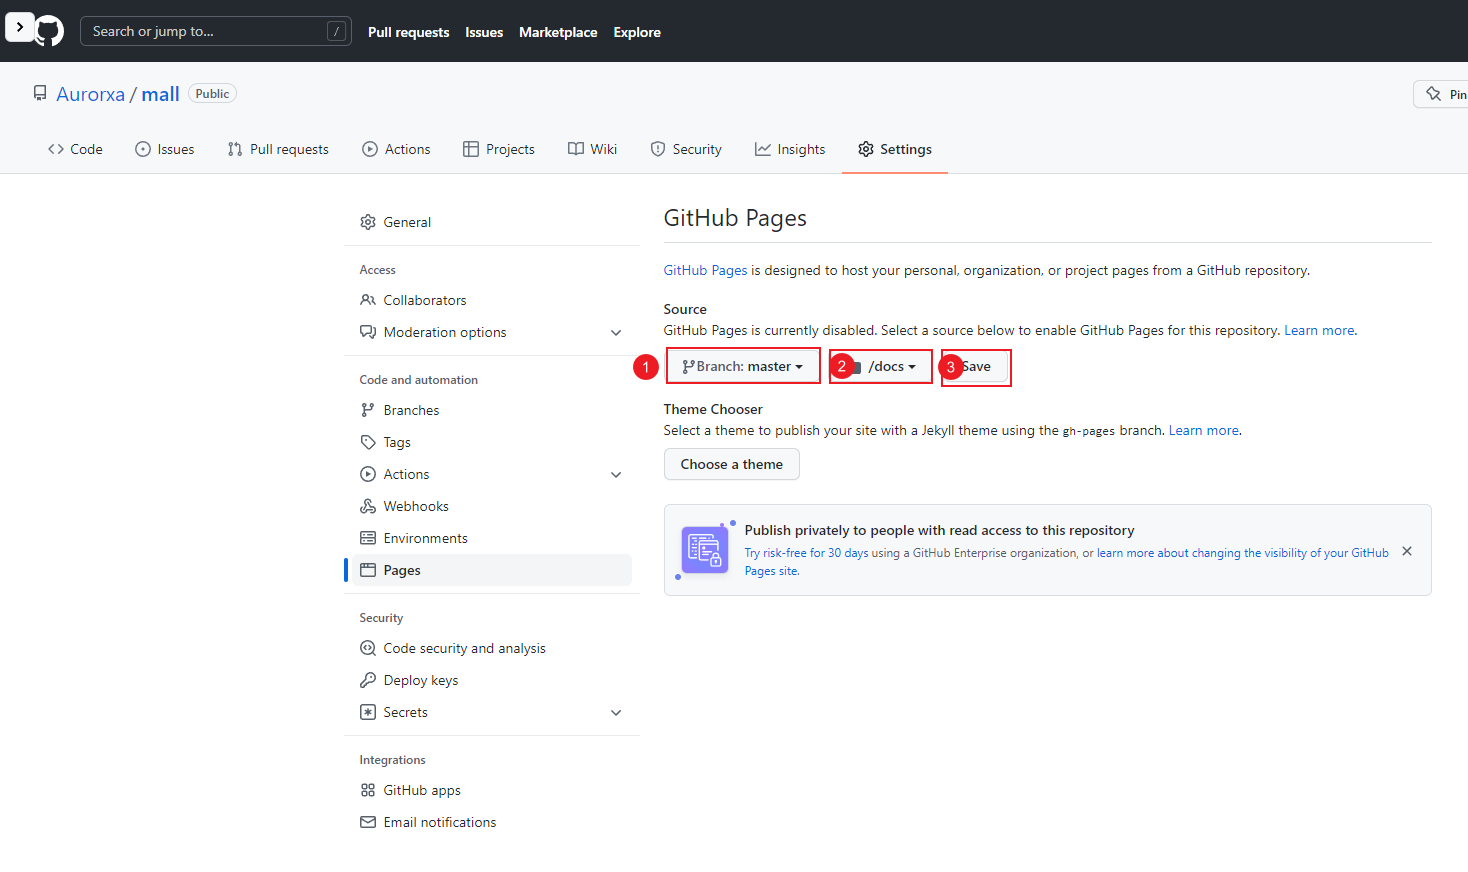 Search or jump to... /
Pull requests Issues Marketplace Explore
Aurorxa / mall Public
Pin
Code Issues Pull requests Actions Projects Wiki Security Insights Settings
General
Access
Collaborators
Moderation options
Code and automation
Branches
Tags
Actions
Webhooks
Environments
Pages
Security
Code security and analysis
Deploy keys
Secrets
Integrations
GitHub apps
Email notifications
GitHub Pages
GitHub Pages is designed to host your personal, organization, or project pages from a GitHub repository.
Source
GitHub Pages is currently disabled. Select a source below to enable GitHub Pages for this repository. Learn more.
1 Branch: master 2 /docs 3 Save
Theme Chooser
Select a theme to publish your site with a Jekyll theme using the gh-pages branch. Learn more.
Choose a theme
Publish privately to people with read access to this repository
Try risk-free for 30 days using a GitHub Enterprise organization, or learn more about changing the visibility of your GitHub
Pages site.